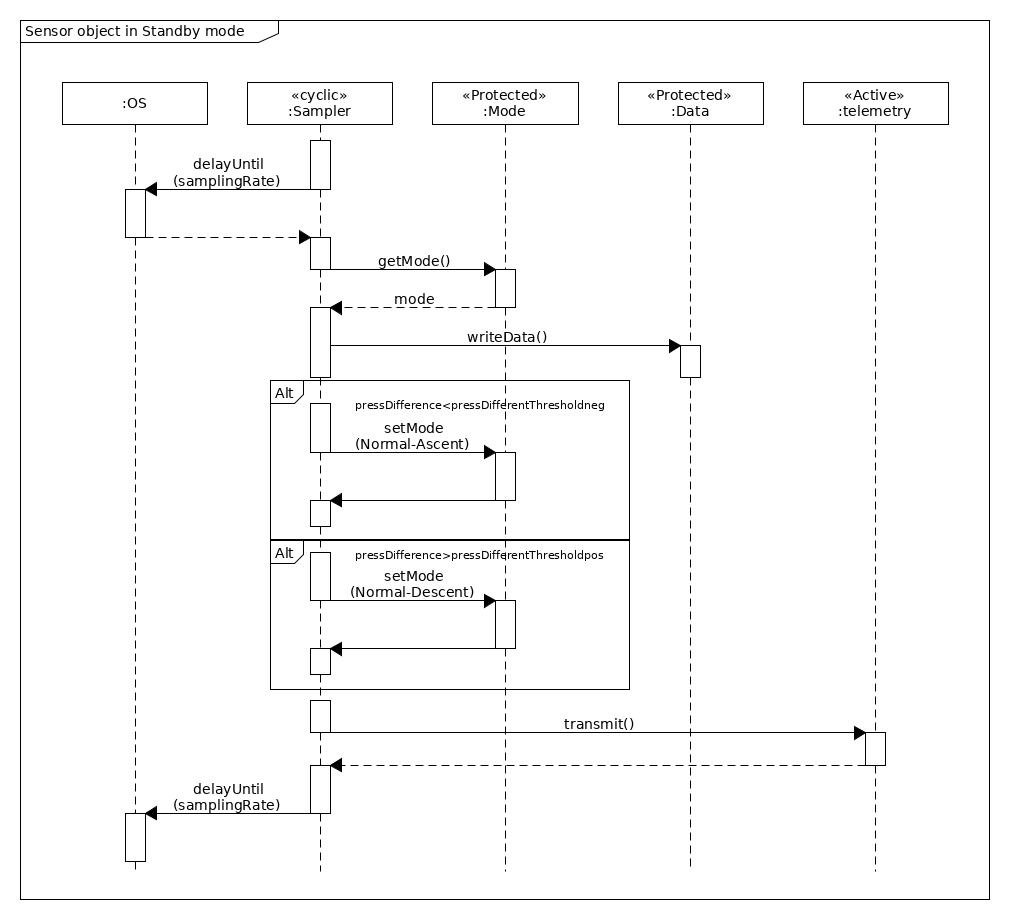 Sensor object in Standby mode
:OS
«cyclic»
:Sampler
«Protected»
:Mode
«Protected»
:Data
«Active»
:telemetry
delayUntil
(samplingRate)
getMode()
mode
writeData()
Alt
pressDifference<pressDifferentThresholdneg
setMode
(Normal-Ascent)
Alt
pressDifference>pressDifferentThresholdpos
setMode
(Normal-Descent)
transmit()
delayUntil
(samplingRate)